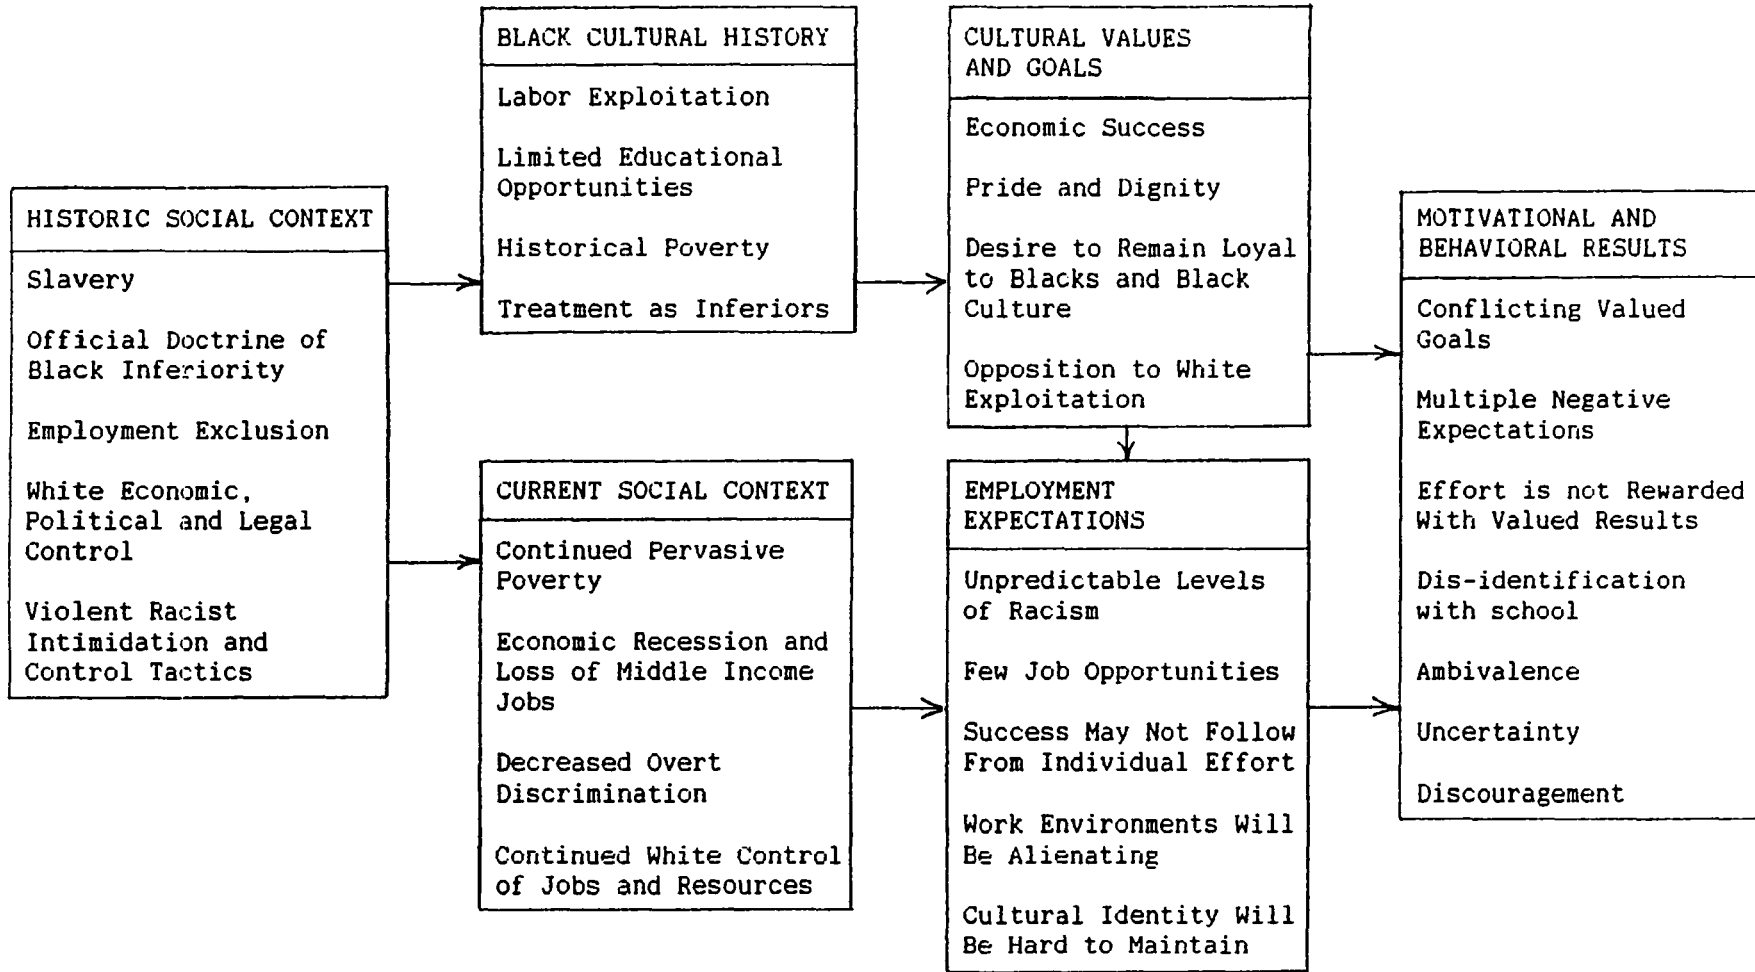 HISTORIC SOCIAL CONTEXT
Slavery
Official Doctrine of
Black Inferiority
Employment Exclusion
White Economic,
Political and Legal
Control
Violent Racist
Intimidation and
Control Tactics
BLACK CULTURAL HISTORY
Labor Exploitation
Limited Educational
Opportunities
Historical Poverty
Treatment as Inferiors
CURRENT SOCIAL CONTEXT
Continued Pervasive
Poverty
Economic Recession and
Loss of Middle Income
Jobs
Decreased Overt
Discrimination
Continued White Control
of Jobs and Resources
CULTURAL VALUES
AND GOALS
Economic Success
Pride and Dignity
Desire to Remain Loyal
to Blacks and Black
Culture
Opposition to White
Exploitation
EMPLOYMENT
EXPECTATIONS
Unpredictable Levels
of Racism
Few Job Opportunities
Success May Not Follow
From Individual Effort
Work Environments Will
Be Alienating
Cultural Identity Will
Be Hard to Maintain
MOTIVATIONAL AND
BEHAVIORAL RESULTS
Conflicting Valued
Goals
Multiple Negative
Expectations
Effort is not Rewarded
With Valued Results
Dis-identification
with school
Ambivalence
Uncertainty
Discouragement